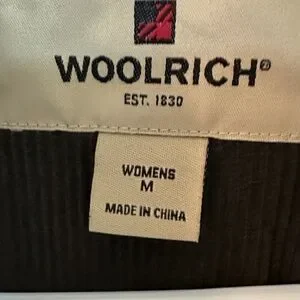 WOOLRICH®
EST. 1830
WOMENS
M
MADE IN CHINA